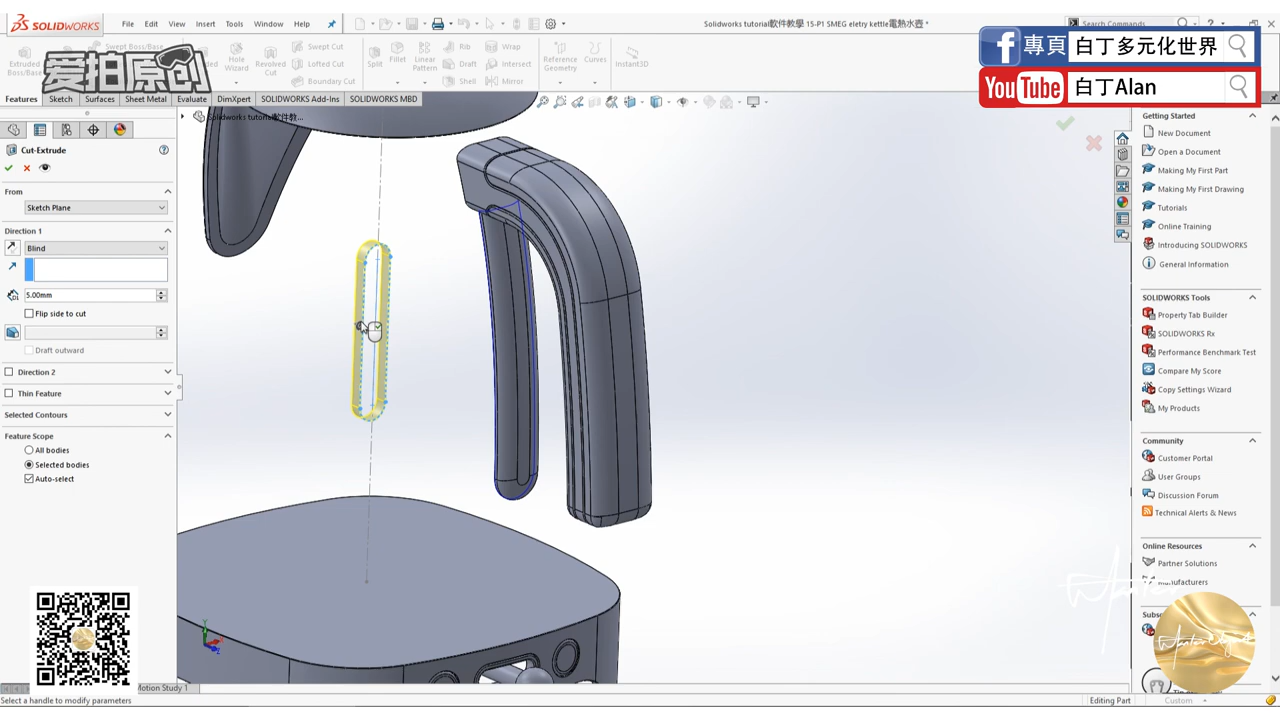 SOLIDWORKS
File Edit View Insert Tools Window Help
Solidworks tutorial軟件教學 15-P1 SMEG eletry kettle電熱水壺 *
Search Commands
專頁 白丁多元化世界
YouTube 白丁Alan
爱拍原创
Extruded Boss/Base
Swept Boss/Base
Hole Wizard
Revolved Cut
Swept Cut
Lofted Cut
Boundary Cut
Split
Fillet
Linear Pattern
Rib
Draft
Shell
Wrap
Intersect
Mirror
Reference Geometry
Curves
Instant3D
Features Sketch Surfaces Sheet Metal Evaluate DimXpert SOLIDWORKS Add-Ins SOLIDWORKS MBD
Solidworks tutorial軟件教...
Cut-Extrude
From
Sketch Plane
Direction 1
Blind
5.00mm
Flip side to cut
Draft outward
Direction 2
Thin Feature
Selected Contours
Feature Scope
All bodies
Selected bodies
Auto-select
Getting Started
New Document
Open a Document
Making My First Part
Making My First Drawing
Tutorials
Online Training
Introducing SOLIDWORKS
General Information
SOLIDWORKS Tools
Property Tab Builder
SOLIDWORKS Rx
Performance Benchmark Test
Compare My Score
Copy Settings Wizard
My Products
Community
Customer Portal
User Groups
Discussion Forum
Technical Alerts & News
Online Resources
Partner Solutions
Manufacturers
Motion Study 1
Select a handle to modify parameters
Editing Part
Custom